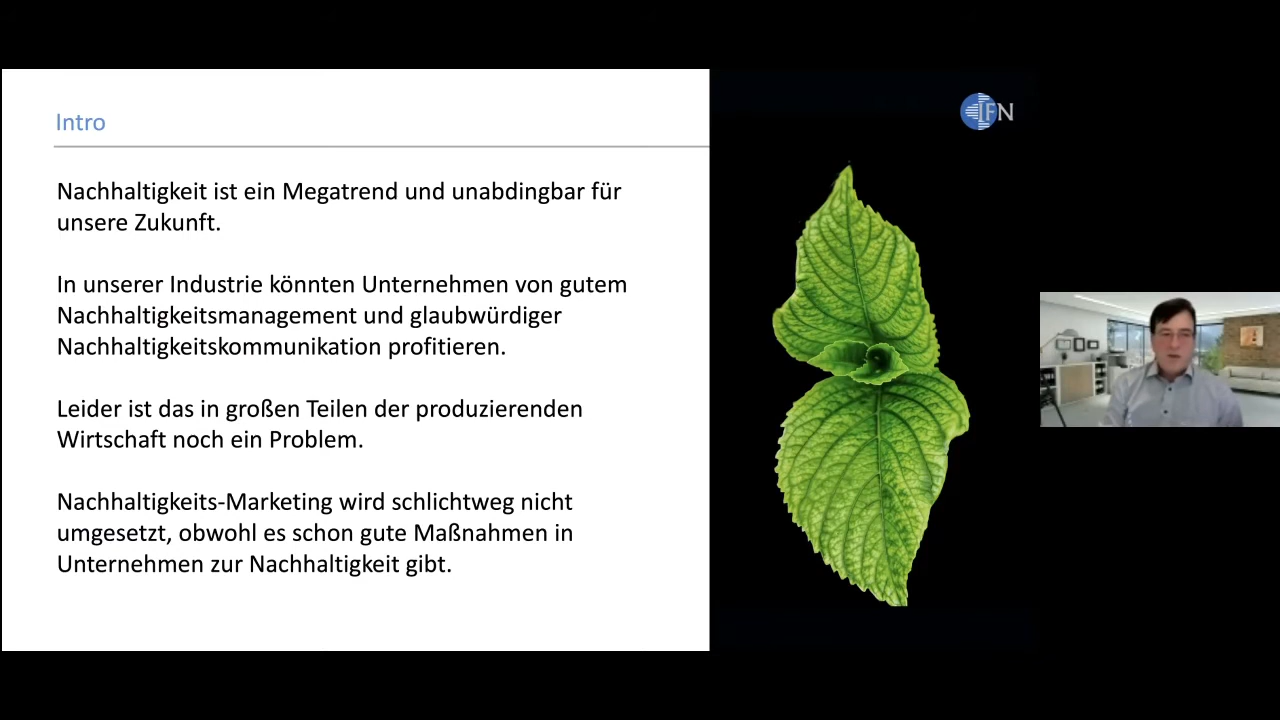 Intro
Nachhaltigkeit ist ein Megatrend und unabdingbar für
unsere Zukunft.
In unserer Industrie könnten Unternehmen von gutem
Nachhaltigkeitsmanagement und glaubwürdiger
Nachhaltigkeitskommunikation profitieren.
Leider ist das in großen Teilen der produzierenden
Wirtschaft noch ein Problem.
Nachhaltigkeits-Marketing wird schlichtweg nicht
umgesetzt, obwohl es schon gute Maßnahmen in
Unternehmen zur Nachhaltigkeit gibt.
IFN